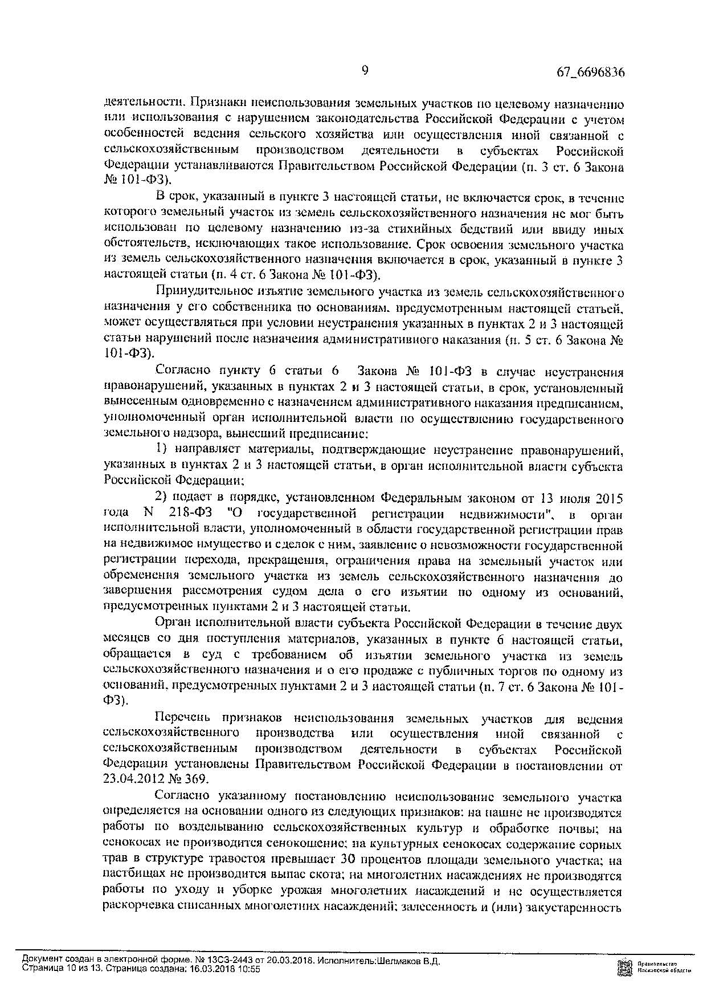 9
67_6696836
деятельности. Признаки неиспользования земельных участков по целевому назначению
или использования с нарушением законодательства Российской Федерации с учетом
особенностей ведения сельского хозяйства или осуществления иной связанной с
сельскохозяйственным производством деятельности в субъектах Российской
Федерации устанавливаются Правительством Российской Федерации (п. 3 ст. 6 Закона
№ 101-ФЗ).
В срок, указанный в пункте 3 настоящей статьи, не включается срок, в течение
которого земельный участок из земель сельскохозяйственного назначения не мог быть
использован по целевому назначению из-за стихийных бедствий или ввиду иных
обстоятельств, исключающих такое использование. Срок освоения земельного участка
из земель сельскохозяйственного назначения включается в срок, указанный в пункте 3
настоящей статьи (п. 4 ст. 6 Закона № 101-ФЗ).
Принудительное изъятие земельного участка из земель сельскохозяйственного
назначения у его собственника по основаниям, предусмотренным настоящей статьей,
может осуществляться при условии неустранения указанных в пунктах 2 и 3 настоящей
статьи нарушений после назначения административного наказания (п. 5 ст. 6 Закона №
101-ФЗ).
Согласно пункту 6 статьи 6 Закона № 101-ФЗ в случае неустранения
правонарушений, указанных в пунктах 2 и 3 настоящей статьи, в срок, установленный
вынесенным одновременно с назначением административного наказания предписанием,
уполномоченный орган исполнительной власти по осуществлению государственного
земельного надзора, вынесший предписание:
1) направляет материалы, подтверждающие неустранение правонарушений,
указанных в пунктах 2 и 3 настоящей статьи, в орган исполнительной власти субъекта
Российской Федерации;
2) подает в порядке, установленном Федеральным законом от 13 июля 2015
года N 218-ФЗ "О государственной регистрации недвижимости", в орган
исполнительной власти, уполномоченный в области государственной регистрации прав
на недвижимое имущество и сделок с ним, заявление о невозможности государственной
регистрации перехода, прекращения, ограничения права на земельный участок или
обременения земельного участка из земель сельскохозяйственного назначения до
завершения рассмотрения судом дела о его изъятии по одному из оснований,
предусмотренных пунктами 2 и 3 настоящей статьи.
Орган исполнительной власти субъекта Российской Федерации в течение двух
месяцев со дня поступления материалов, указанных в пункте 6 настоящей статьи,
обращается в суд с требованием об изъятии земельного участка из земель
сельскохозяйственного назначения и о его продаже с публичных торгов по одному из
оснований, предусмотренных пунктами 2 и 3 настоящей статьи (п. 7 ст. 6 Закона № 101-
ФЗ).
Перечень признаков неиспользования земельных участков для ведения
сельскохозяйственного производства или осуществления иной связанной с
сельскохозяйственным производством деятельности в субъектах Российской
Федерации установлены Правительством Российской Федерации в постановлении от
23.04.2012 № 369.
Согласно указанному постановлению неиспользование земельного участка
определяется на основании одного из следующих признаков: на пашне не производятся
работы по возделыванию сельскохозяйственных культур и обработке почвы; на
сенокосах не производится сенокошение; на культурных сенокосах содержание сорных
трав в структуре травостоя превышает 30 процентов площади земельного участка; на
пастбищах не производится выпас скота; на многолетних насаждениях не производятся
работы по уходу и уборке урожая многолетних насаждений и не осуществляется
раскорчевка списанных многолетних насаждений; залесенность и (или) закустаренность
Документ создан в электронной форме. № 13СЗ-2443 от 20.03.2018. Исполнитель:Шелмаков В.Д.
Страница 10 из 13. Страница создана: 16.03.2018 10:55
Правительство
Московской области